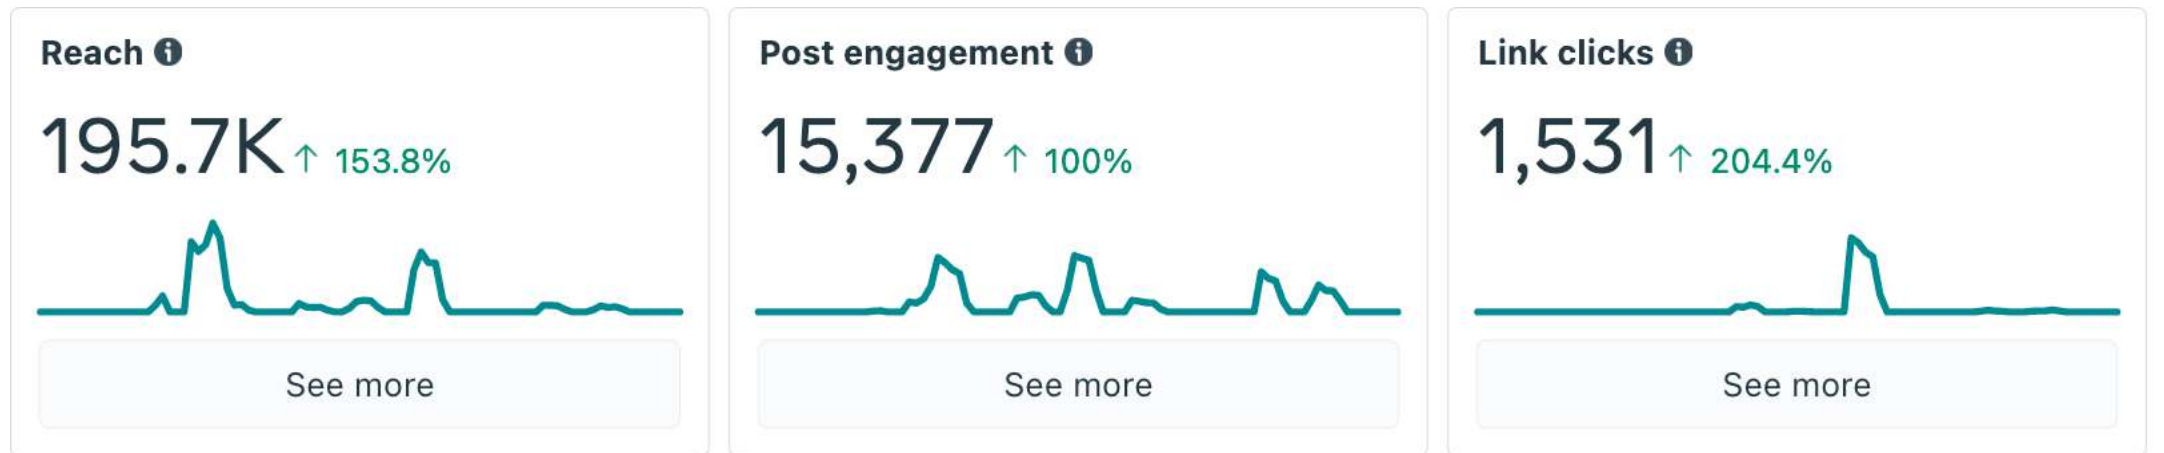 Reach
195.7K ↑ 153.8%
See more
Post engagement
15,377 ↑ 100%
See more
Link clicks
1,531 ↑ 204.4%
See more